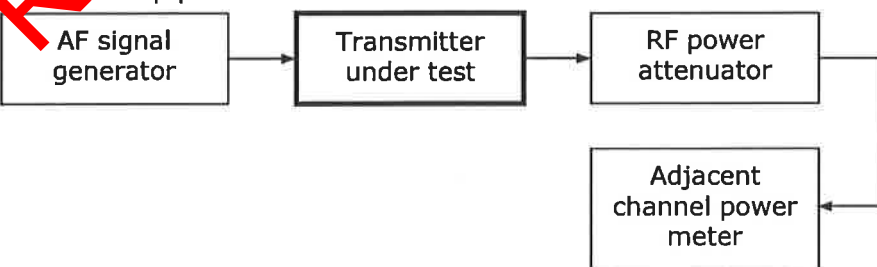 AF signal
generator
Transmitter
under test
RF power
attenuator
Adjacent
channel power
meter